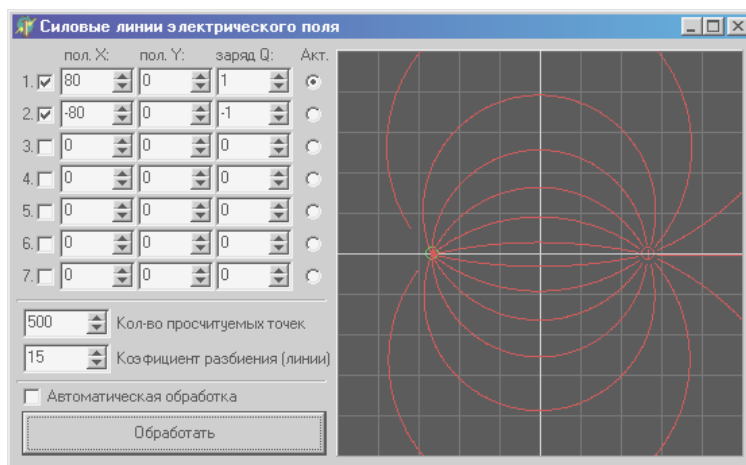 Силовые линии электрического поля
пол. X: пол. Y: заряд Q: Акт.
1. 80 0 1
2. -80 0 -1
3. 0 0 0
4. 0 0 0
5. 0 0 0
6. 0 0 0
7. 0 0 0
500 Кол-во просчитуемых точек
15 Коэфициент разбиения (линии)
Автоматическая обработка
Обработать